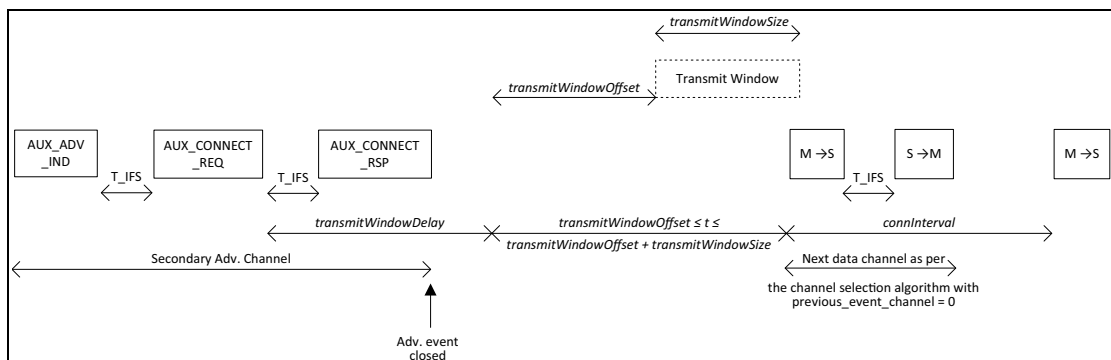 transmitWindowSize
Transmit Window
transmitWindowOffset
AUX_ADV
_IND
AUX_CONNECT
_REQ
AUX_CONNECT
_RSP
M →S
S →M
M →S
T_IFS
T_IFS
T_IFS
transmitWindowDelay
transmitWindowOffset ≤ t ≤
transmitWindowOffset + transmitWindowSize
connInterval
Secondary Adv. Channel
Next data channel as per
the channel selection algorithm with
previous_event_channel = 0
Adv. event
closed